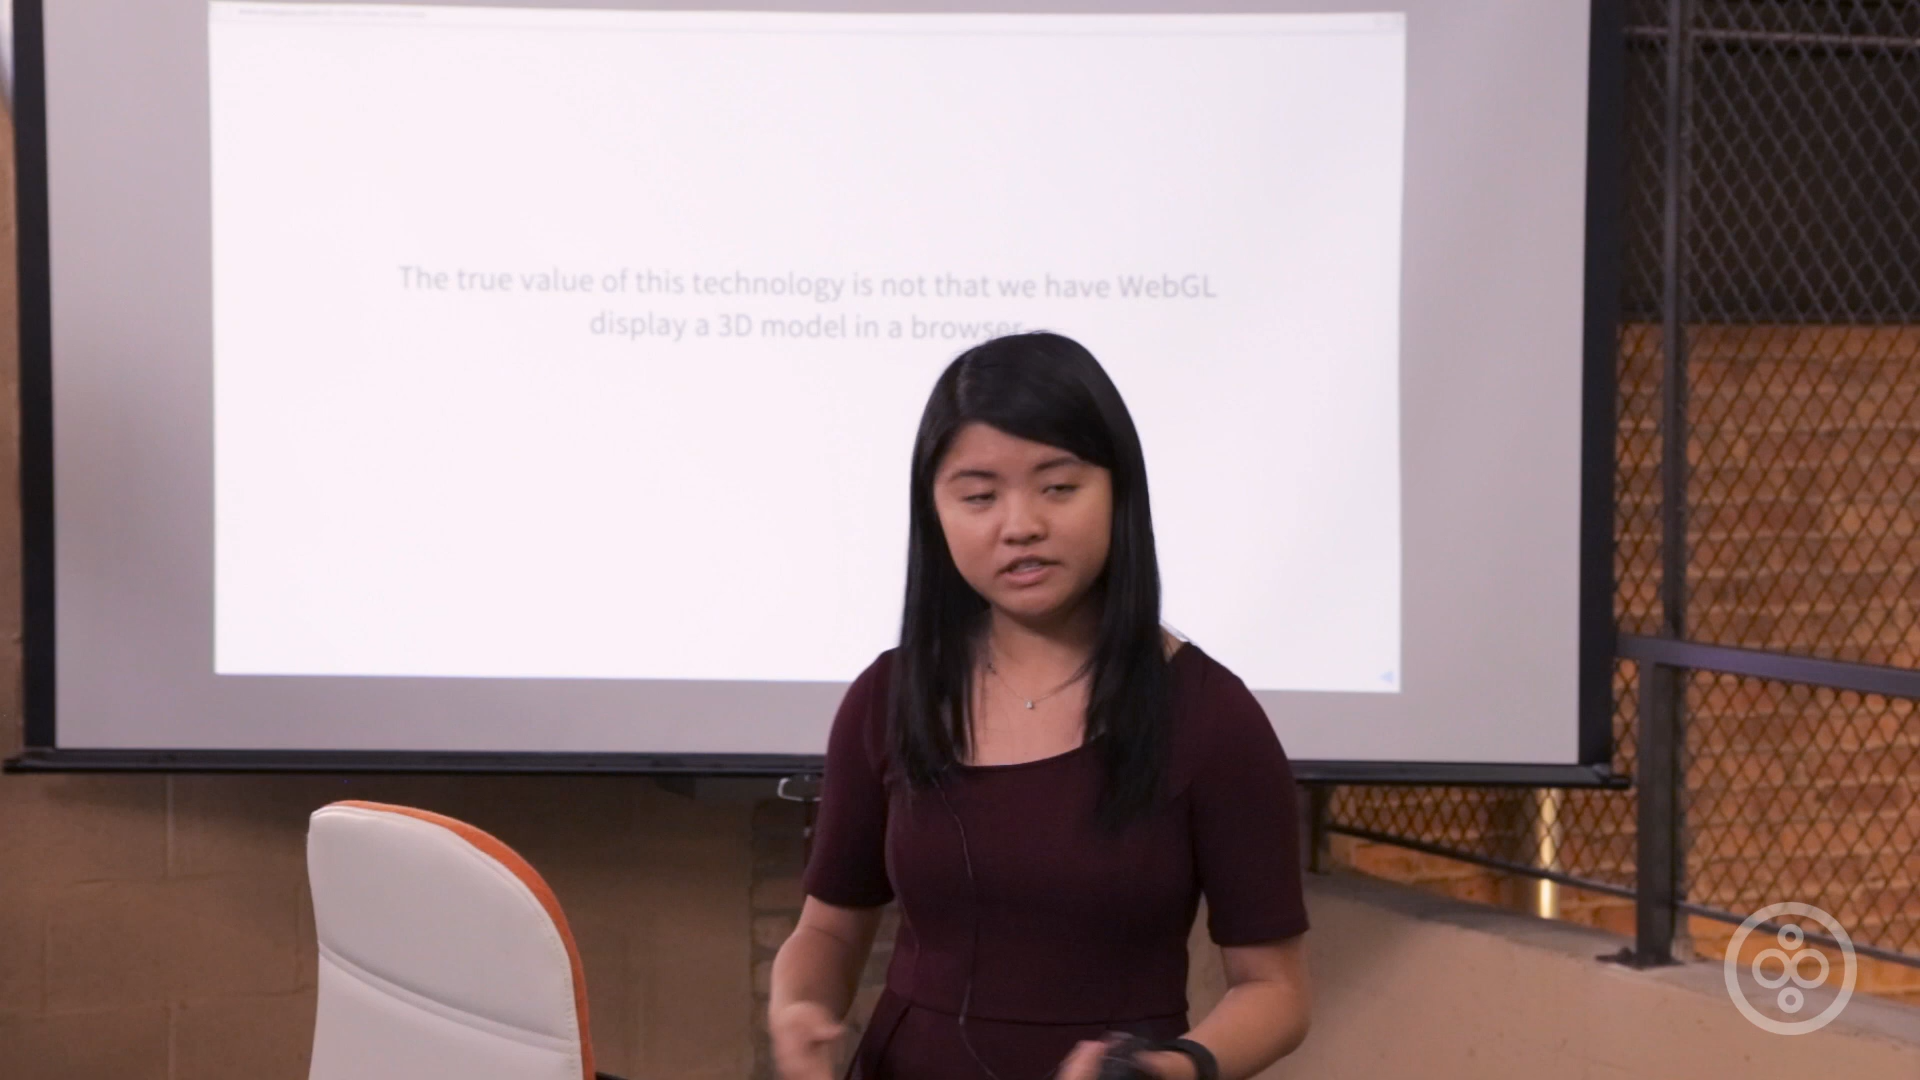 The true value of this technology is not that we have WebGL
display a 3D model in a browser